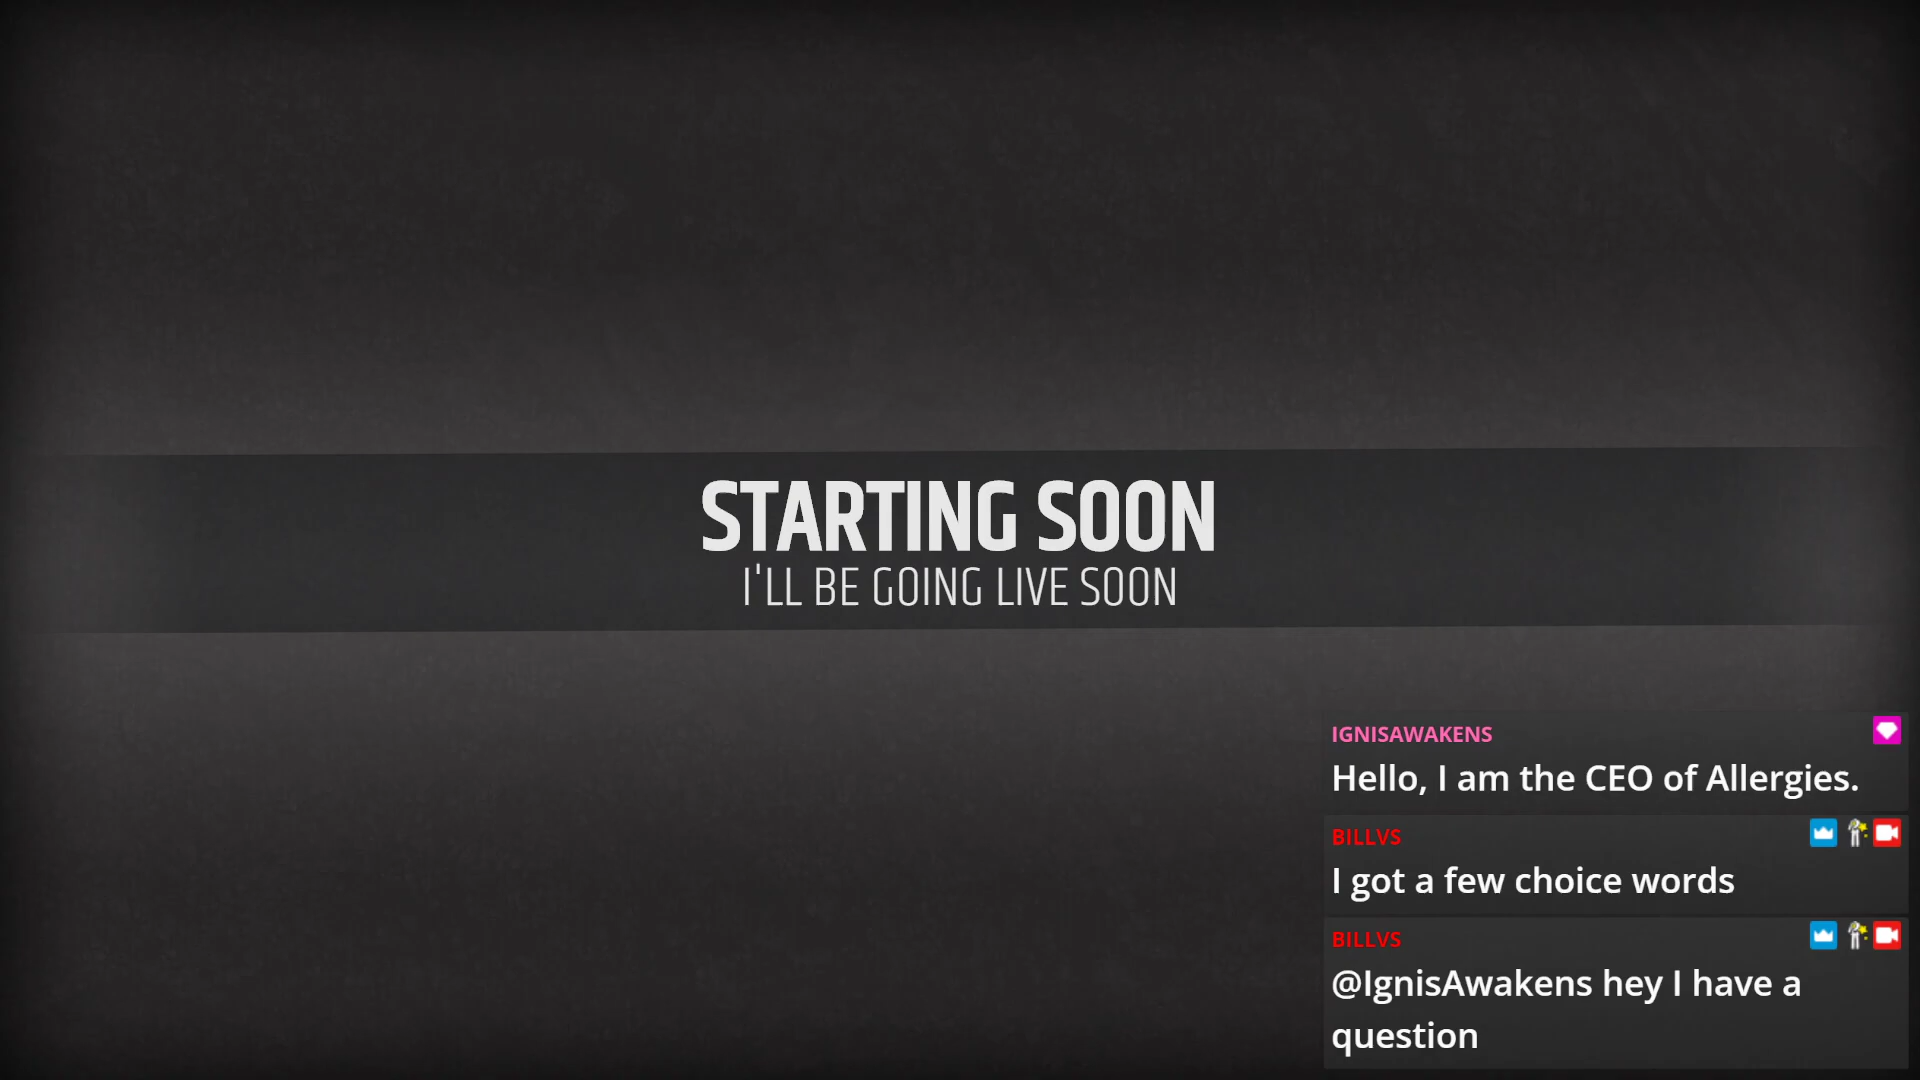 STARTING SOON
I'LL BE GOING LIVE SOON
IGNISAWAKENS
Hello, I am the CEO of Allergies.
BILLVS
I got a few choice words
BILLVS
@IgnisAwakens hey I have a
question